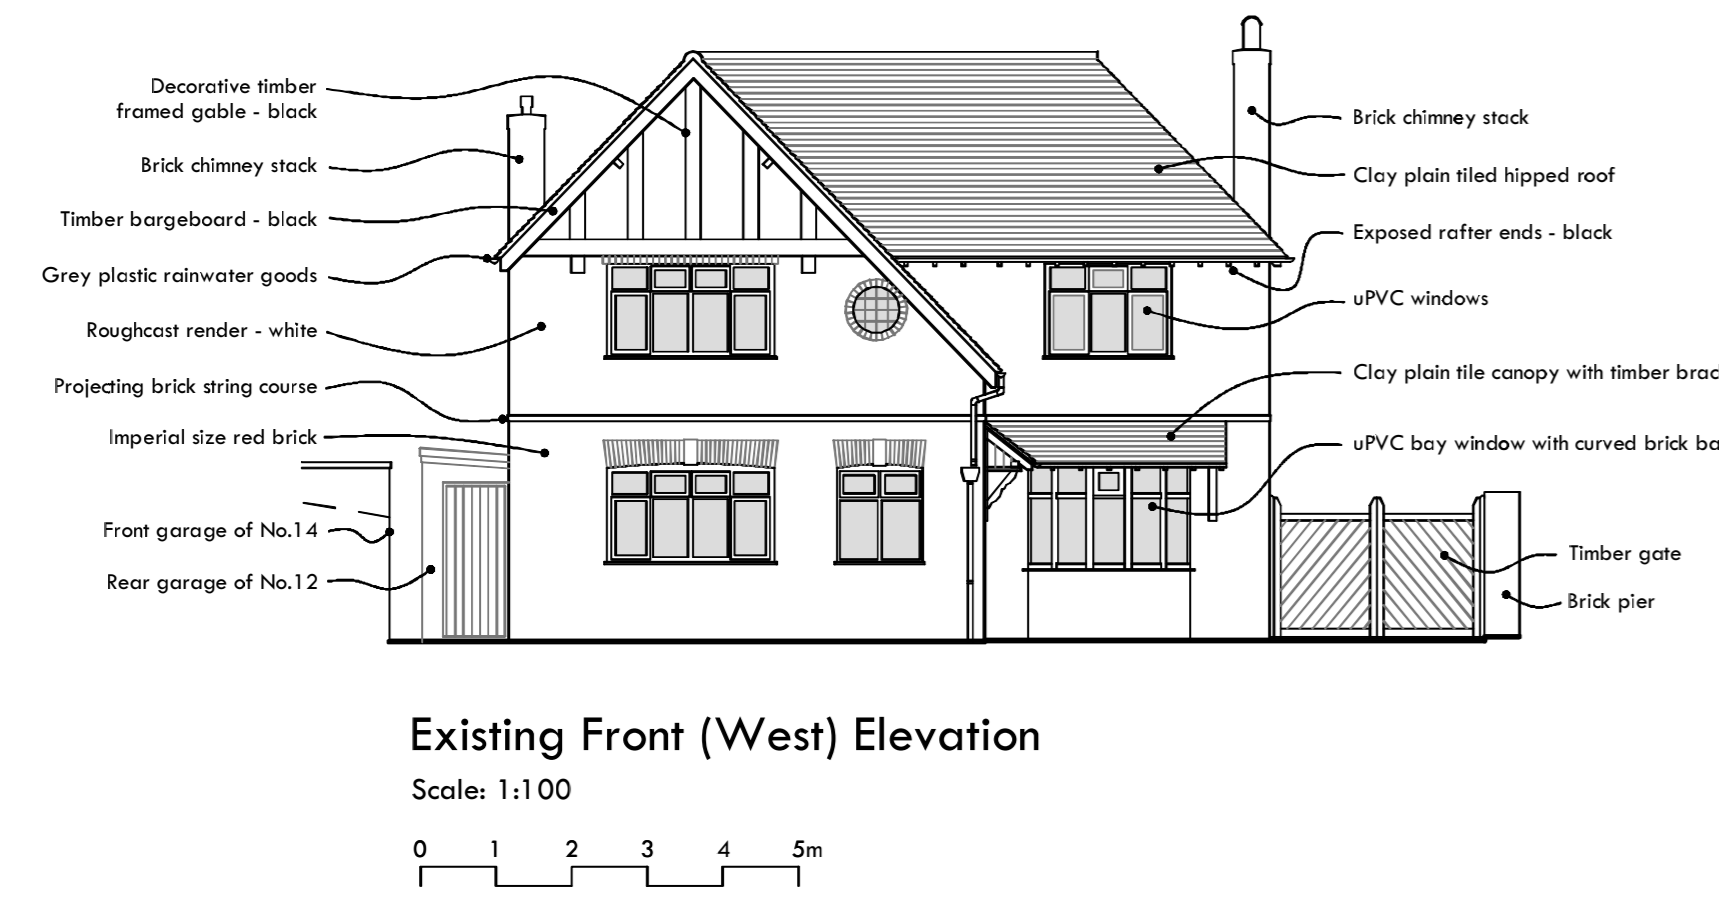 Decorative timber
framed gable - black
Brick chimney stack
Timber bargeboard - black
Grey plastic rainwater goods
Roughcast render - white
Projecting brick string course
Imperial size red brick
Front garage of No.14
Rear garage of No.12
Brick chimney stack
Clay plain tiled hipped roof
Exposed rafter ends - black
uPVC windows
Clay plain tile canopy with timber
uPVC bay window with curved brick
Timber gate
Brick pier
Existing Front (West) Elevation
Scale: 1:100
0 1 2 3 4 5m